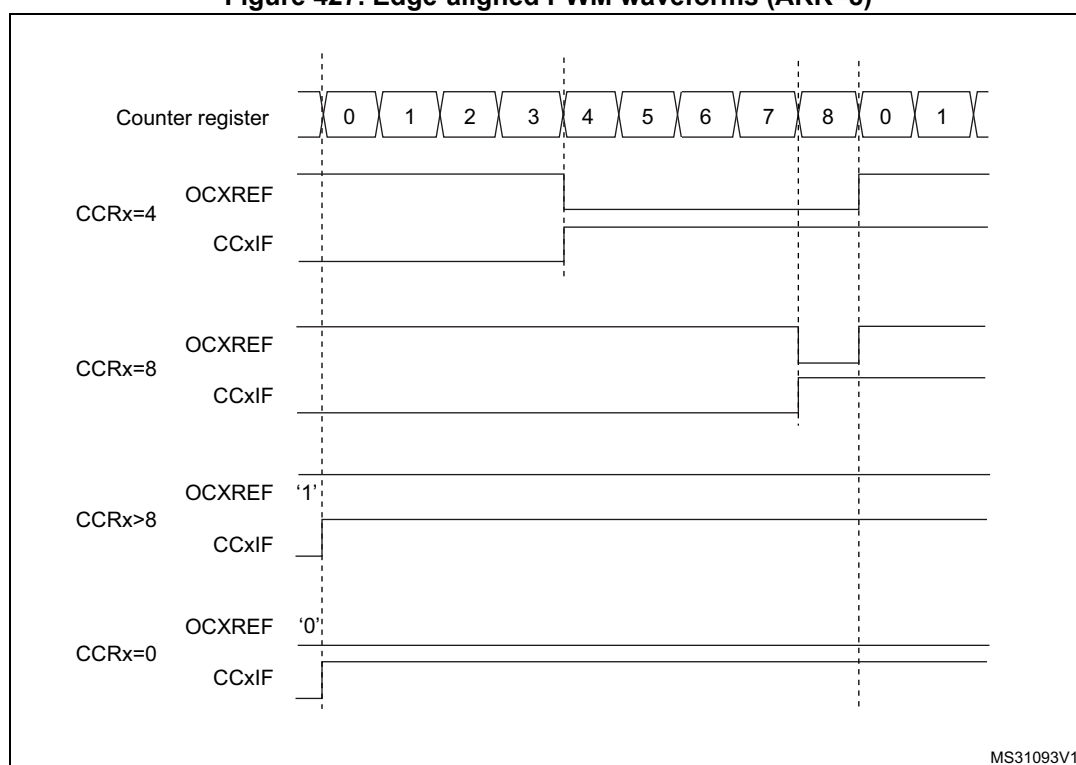 Figure 427. Edge-aligned PWM waveforms (ARR=8)
Counter register 0 1 2 3 4 5 6 7 8 0 1
OCXREF
CCRx=4
CCxIF
OCXREF
CCRx=8
CCxIF
OCXREF ‘1’
CCRx>8
CCxIF
OCXREF ‘0’
CCRx=0
CCxIF
MS31093V1